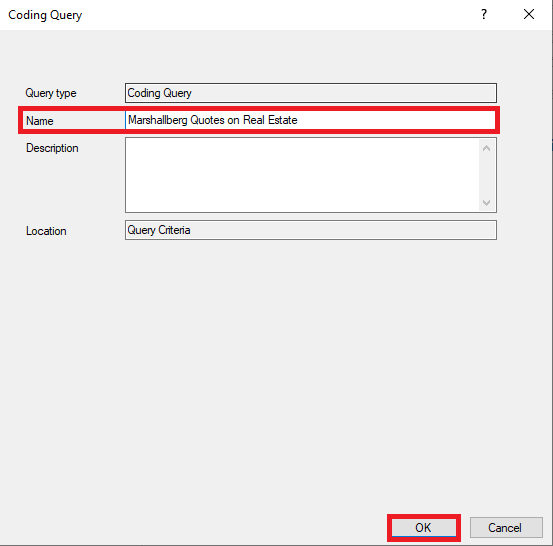 Coding Query
?
Query type Coding Query
Name Marshallberg Quotes on Real Estate
Description
Location Query Criteria
OK Cancel